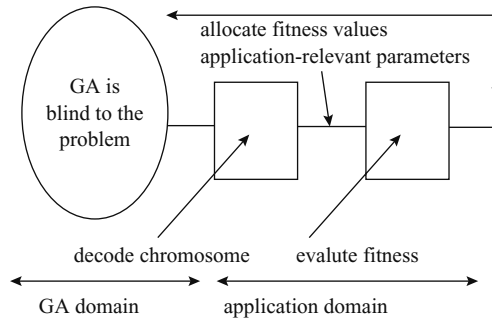 allocate fitness values
application-relevant parameters
GA is
blind to the
problem
decode chromosome
evalute fitness
GA domain
application domain